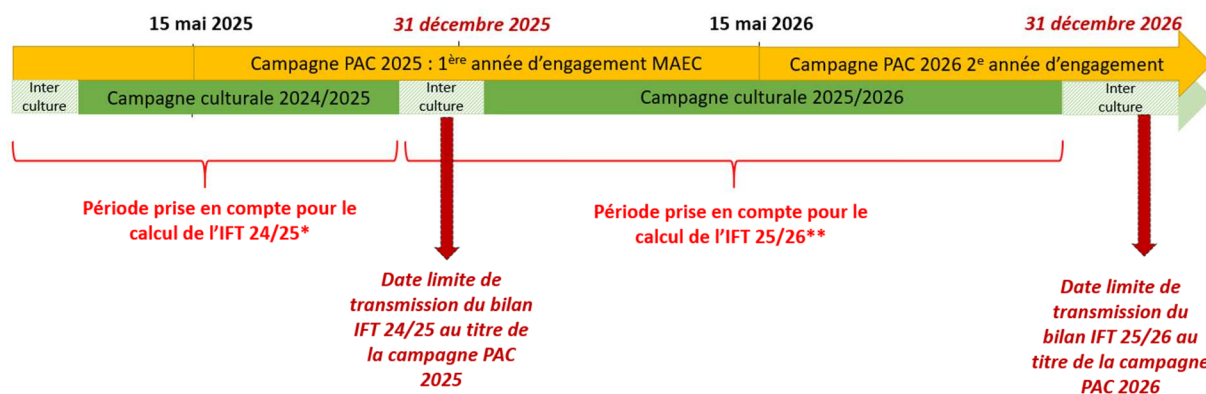 15 mai 2025
31 décembre 2025
15 mai 2026
31 décembre 2026
Campagne PAC 2025 : 1ère année d’engagement MAEC
Campagne PAC 2026 2e année d’engagement
Inter
culture
Campagne culturale 2024/2025
Inter
culture
Campagne culturale 2025/2026
Inter
culture
Période prise en compte pour le
calcul de l’IFT 24/25*
Période prise en compte pour le
calcul de l’IFT 25/26**
Date limite de
transmission du bilan
IFT 24/25 au titre de
la campagne PAC
2025
Date limite de
transmission du
bilan IFT 25/26 au
titre de la campagne
PAC 2026